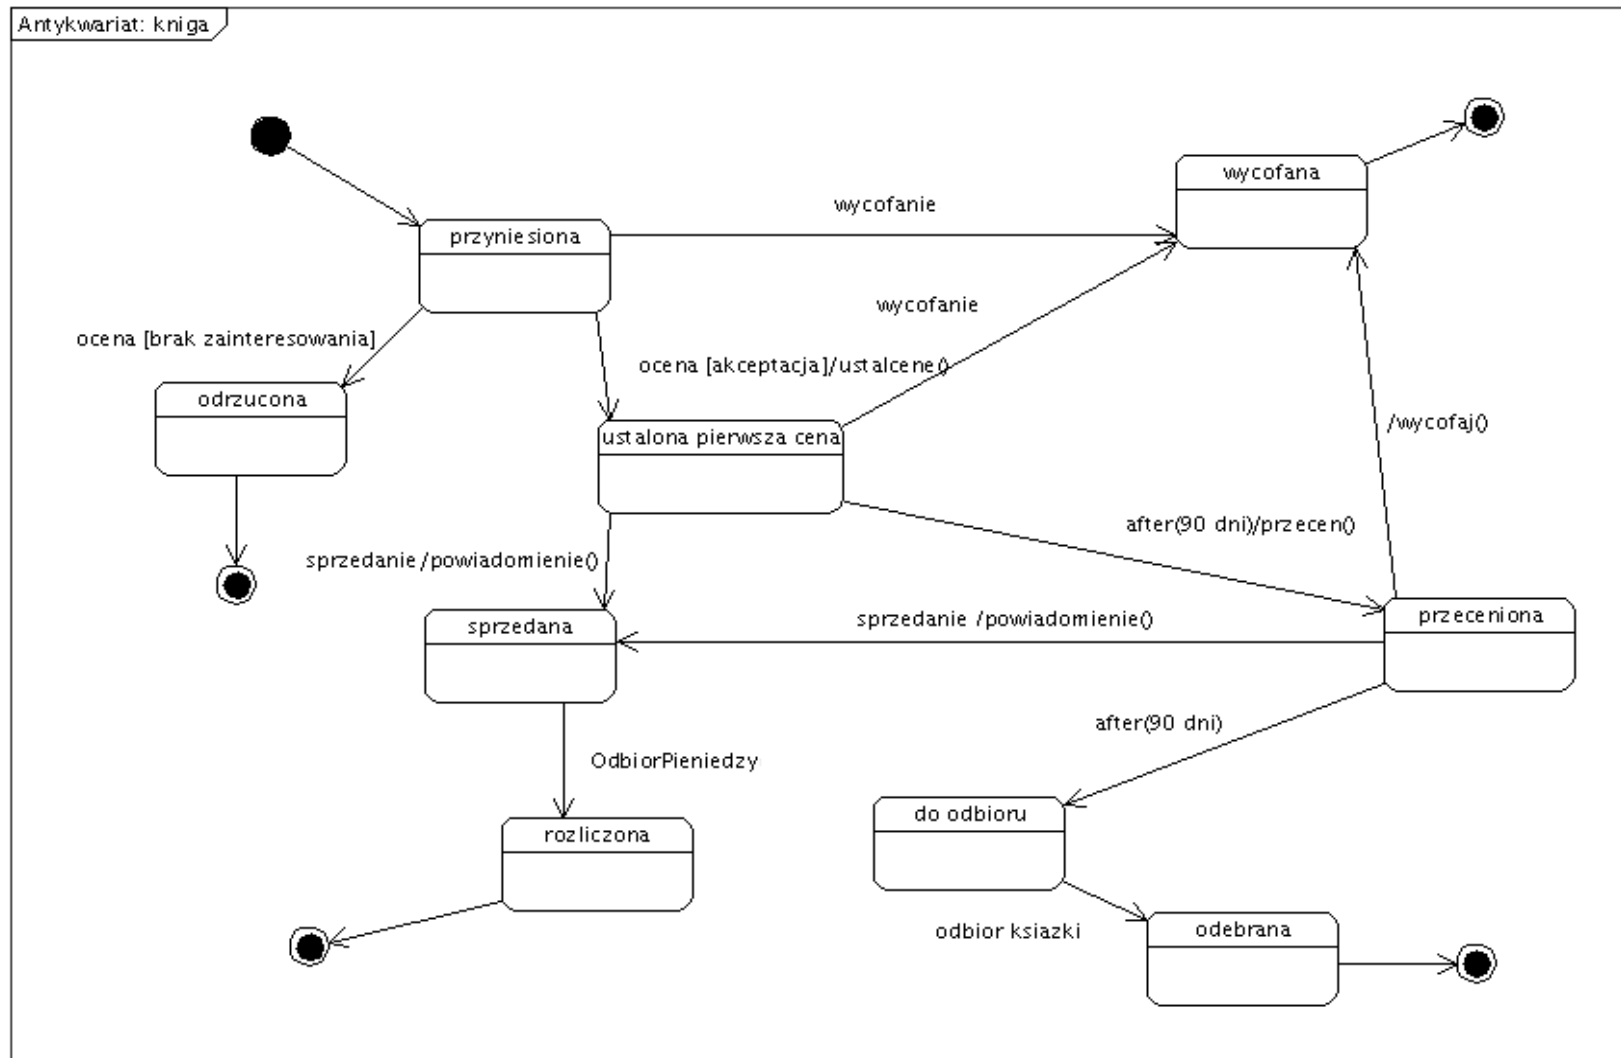 Antykwariat: kniga
wycofana
wycofanie
przyniesiona
wycofanie
ocena [brak zainteresowania]
ocena [akceptacja]/ustalcene()
odrzucona
/wycofaj()
ustalona pierwsza cena
after(90 dni)/przecen()
sprzedanie /powiadomienie()
sprzedana
sprzedanie /powiadomienie()
przeceniona
after(90 dni)
OdbiorPieniedzy
do odbioru
rozliczona
odbior ksiazki
odebrana